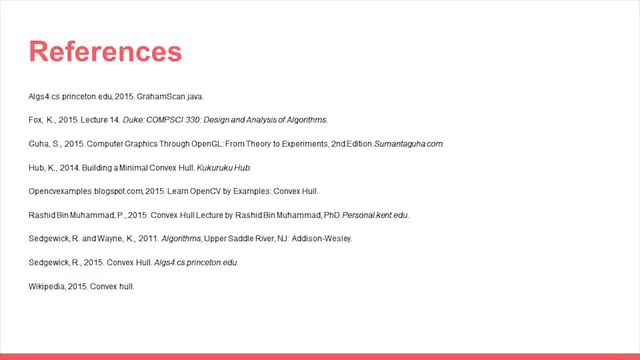 References
Algs4.cs.princeton.edu, 2015. GrahamScan.java.
Fox, K., 2015. Lecture 14. Duke: COMPSCI 330: Design and Analysis of Algorithms.
Guha, S., 2015. Computer Graphics Through OpenGL: From Theory to Experiments, 2nd Edition.Sumantaguha.com.
Hub, K., 2014. Building a Minimal Convex Hull. Kukuruku Hub.
Opencvexamples.blogspot.com, 2015. Learn OpenCV by Examples: Convex Hull.
Rashid Bin Muhammad, P., 2015. Convex Hull Lecture by Rashid Bin Muhammad, PhD.Personal.kent.edu.
Sedgewick, R. and Wayne, K., 2011. Algorithms, Upper Saddle River, NJ: Addison-Wesley.
Sedgewick, R., 2015. Convex Hull. Algs4.cs.princeton.edu.
Wikipedia, 2015. Convex hull.